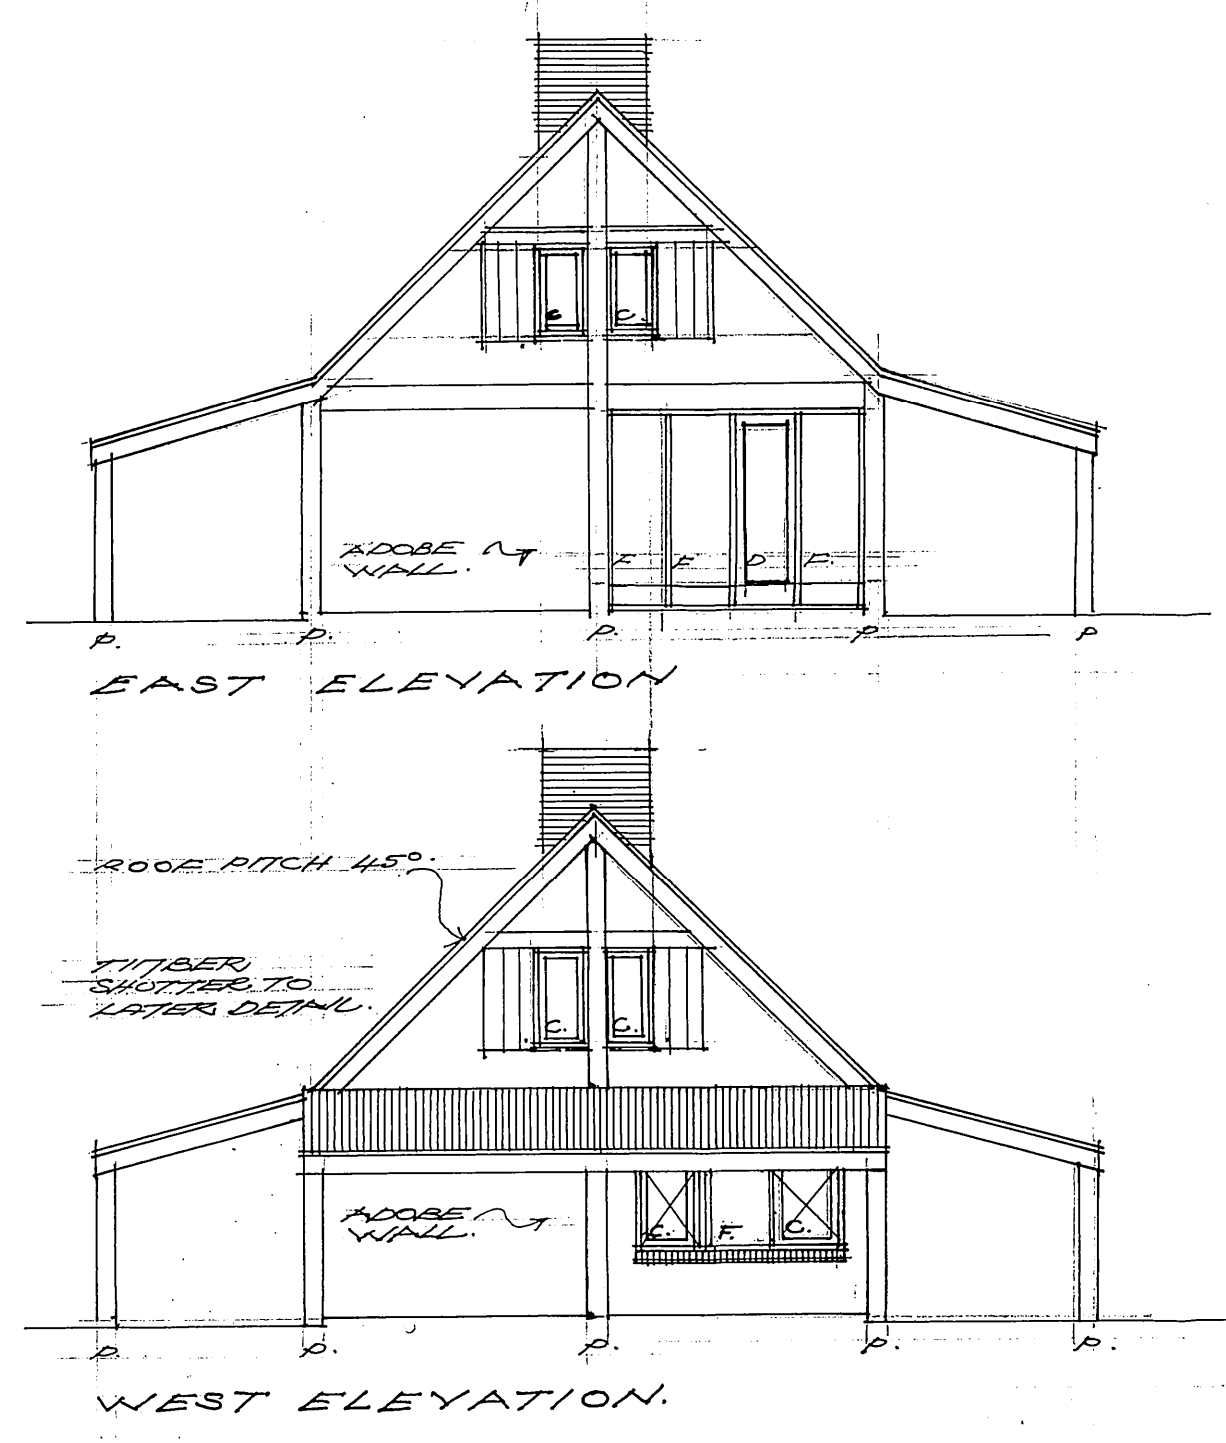 C. C.
ADOBE
WALL.
F F D F.
P. P. P. P P
EAST ELEVATION
ROOF PITCH 45°.
TIMBER
SHUTTER TO
LATER DETAIL.
C. C.
ADOBE
WALL.
C. F. C.
P. P. P. P. P.
WEST ELEVATION.